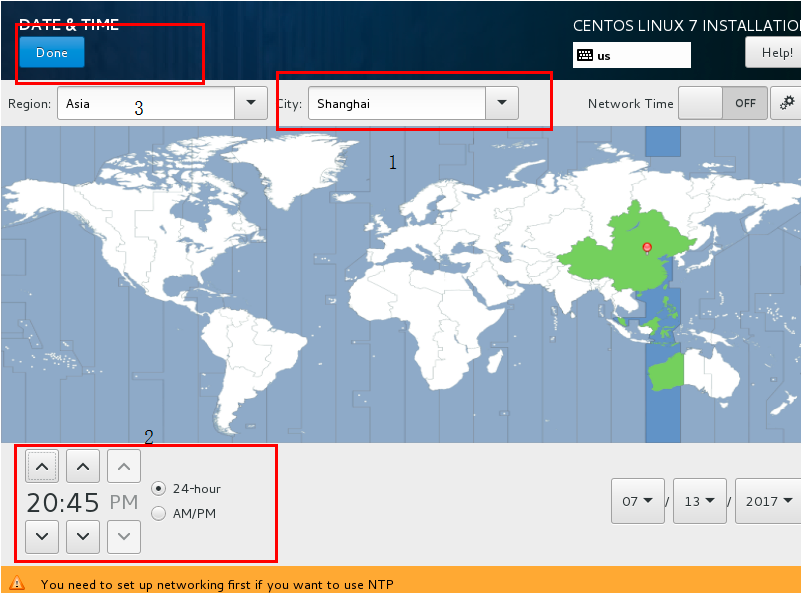 DATE & TIME
CENTOS LINUX 7 INSTALLATIO
Done
us
Help!
Region: Asia
3
City: Shanghai
Network Time OFF
1
2
20:45 PM
24-hour
AM/PM
07 / 13 / 2017
You need to set up networking first if you want to use NTP